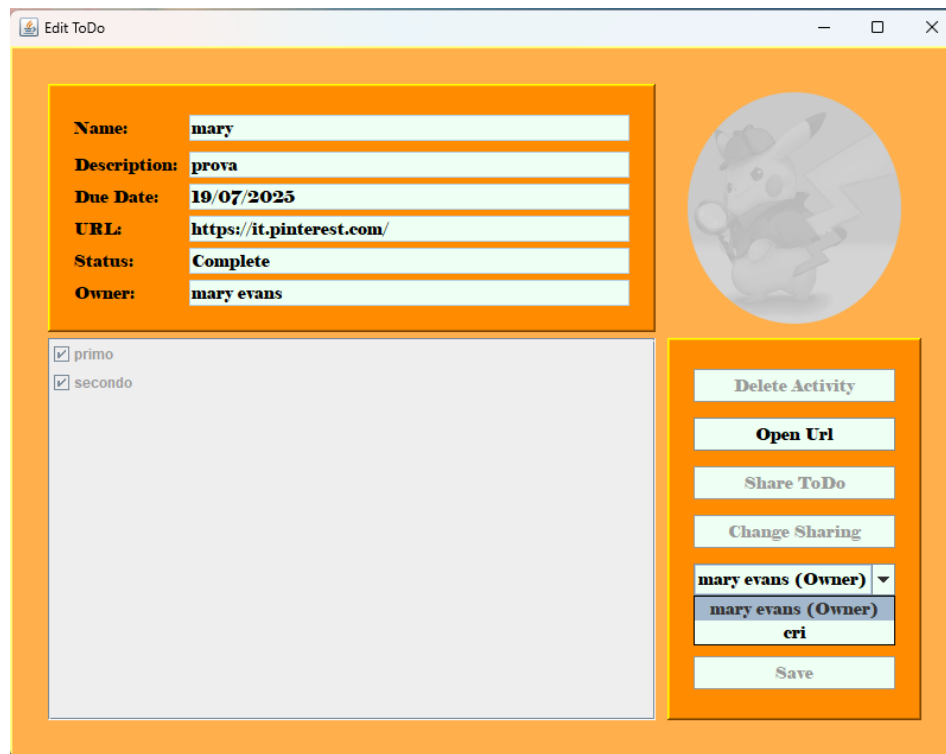 Edit ToDo
Name: mary
Description: prova
Due Date: 19/07/2025
URL: https://it.pinterest.com/
Status: Complete
Owner: mary evans
primo
secondo
Delete Activity
Open Url
Share ToDo
Change Sharing
mary evans (Owner)
mary evans (Owner)
cri
Save